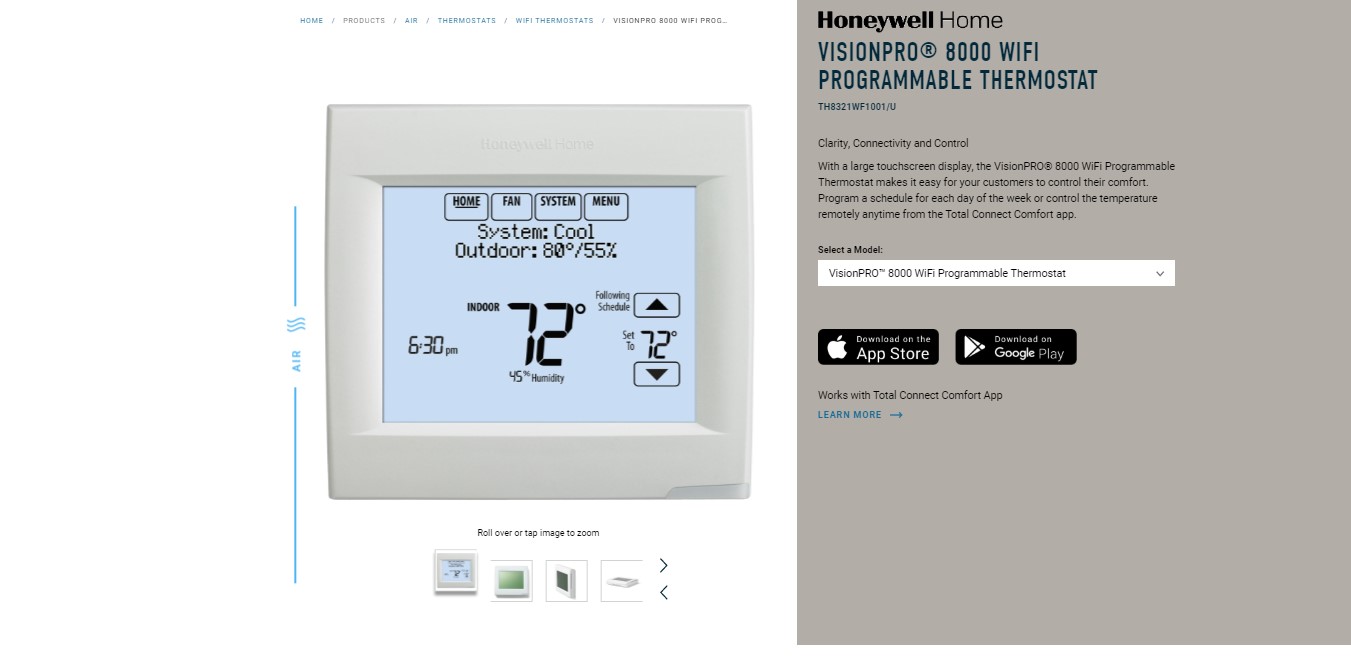 HOME / PRODUCTS / AIR / THERMOSTATS / WIFI THERMOSTATS / VISIONPRO 8000 WIFI PROG...
Honeywell Home
HOME FAN SYSTEM MENU
System: Cool
Outdoor: 80°/55%
INDOOR 72°
Following
Schedule
6:30 pm
Set
To 72°
45% Humidity
AIR
Roll over or tap image to zoom
Honeywell Home
VISIONPRO® 8000 WIFI
PROGRAMMABLE THERMOSTAT
TH8321WF1001/U
Clarity, Connectivity and Control
With a large touchscreen display, the VisionPRO® 8000 WiFi Programmable
Thermostat makes it easy for your customers to control their comfort.
Program a schedule for each day of the week or control the temperature
remotely anytime from the Total Connect Comfort app.
Select a Model:
VisionPRO™ 8000 WiFi Programmable Thermostat
Download on the
App Store
Download on
Google Play
Works with Total Connect Comfort App
LEARN MORE